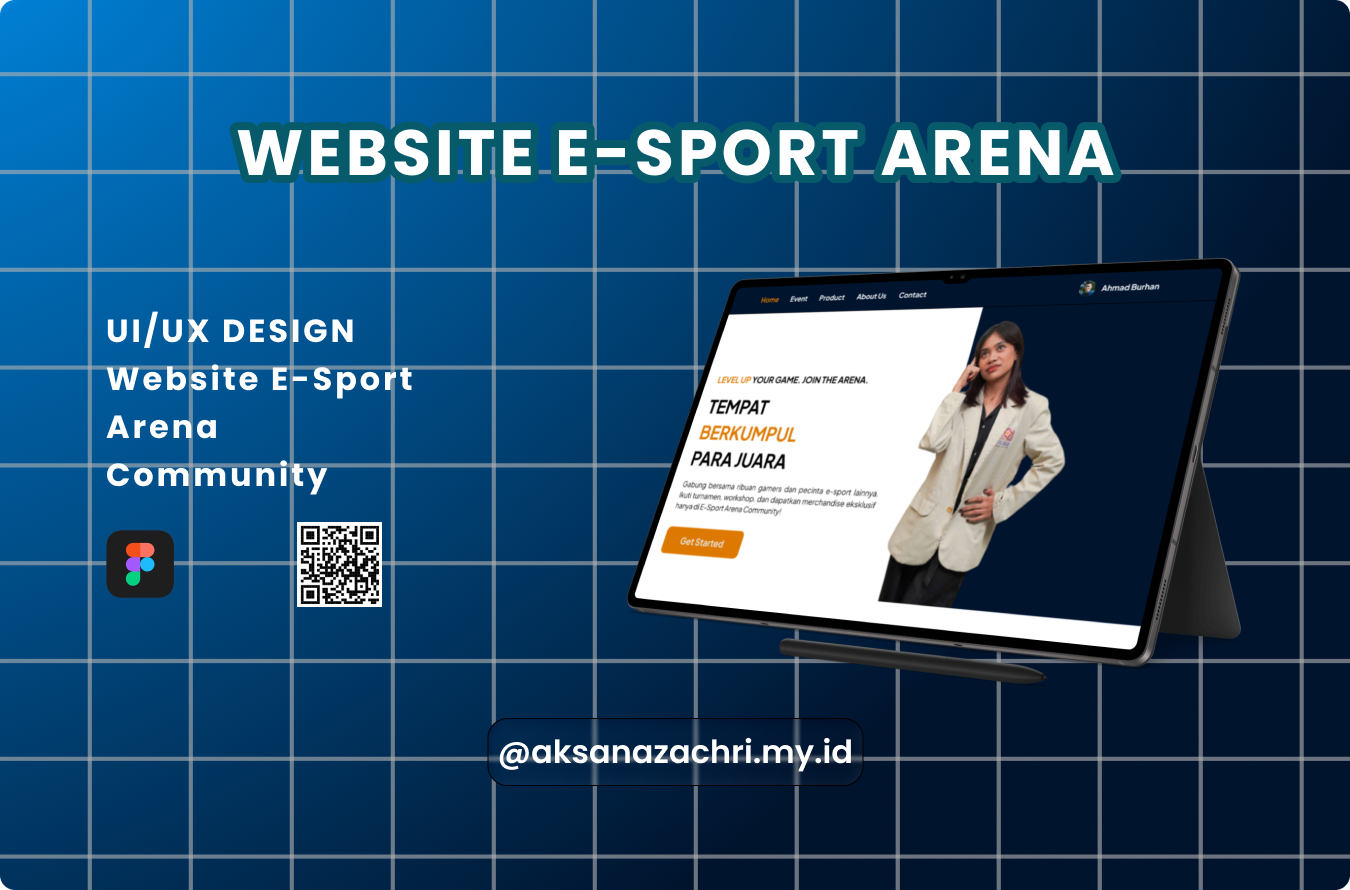 WEBSITE E-SPORT ARENA
UI/UX DESIGN
Website E-Sport
Arena
Community
Home Event Product About Us Contact
Ahmad Burhan
LEVEL UP YOUR GAME. JOIN THE ARENA.
TEMPAT
BERKUMPUL
PARA JUARA
Gabung bersama ribuan gamers dan pecinta e-sport lainnya.
Ikuti turnamen, workshop, dan dapatkan merchandise eksklusif
hanya di E-Sport Arena Community!
Get Started
@aksanazachri.my.id